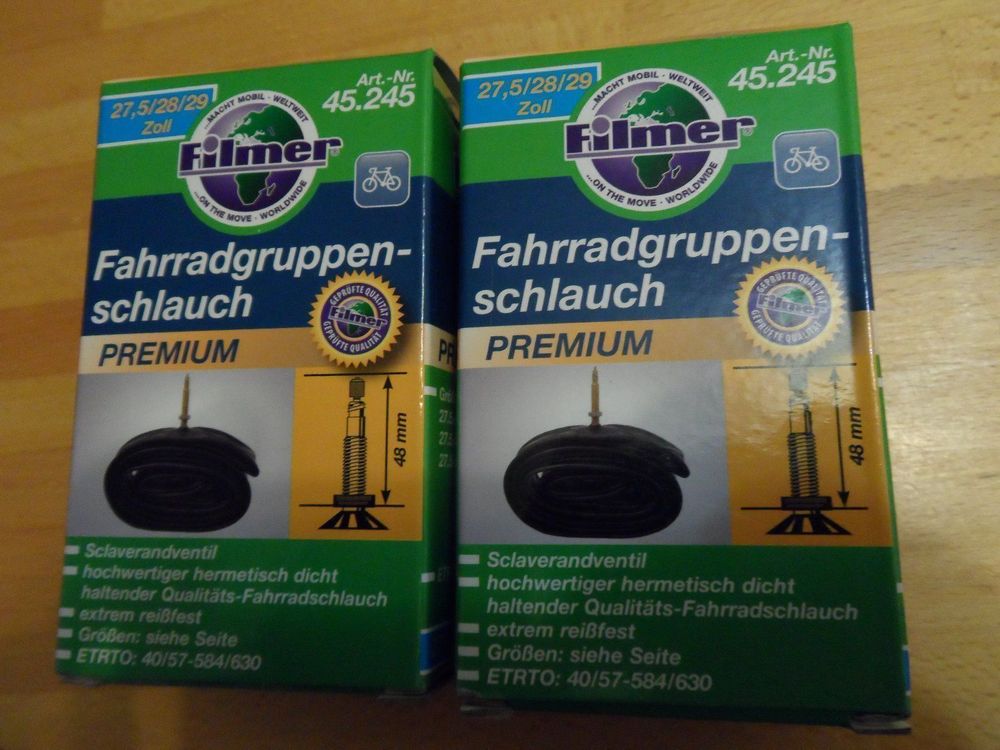 27,5/28/29
Zoll
Art.-Nr.
45.245
...MACHT MOBIL · WELTWEIT
Filmer®
...ON THE MOVE · WORLDWIDE
Fahrradgruppen-
schlauch
GEPRÜFTE QUALITÄT
Filmer
GEPRÜFTE QUALITÄT
PREMIUM
48 mm
Sclaverandventil
hochwertiger hermetisch dicht
haltender Qualitäts-Fahrradschlauch
extrem reißfest
Größen: siehe Seite
ETRTO: 40/57-584/630
27,5/28/29
Zoll
Art.-Nr.
45.245
...MACHT MOBIL · WELTWEIT
Filmer®
...ON THE MOVE · WORLDWIDE
Fahrradgruppen-
schlauch
GEPRÜFTE QUALITÄT
Filmer
GEPRÜFTE QUALITÄT
PREMIUM
48 mm
Sclaverandventil
hochwertiger hermetisch dicht
haltender Qualitäts-Fahrradschlauch
extrem reißfest
Größen: siehe Seite
ETRTO: 40/57-584/630